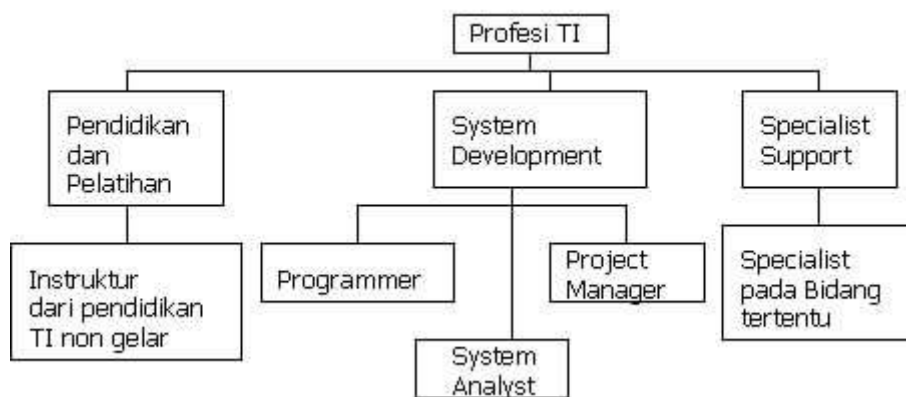 Profesi TI
Pendidikan
dan
Pelatihan
System
Development
Specialist
Support
Instruktur
dari pendidikan
TI non gelar
Programmer
System
Analyst
Project
Manager
Specialist
pada Bidang
tertentu